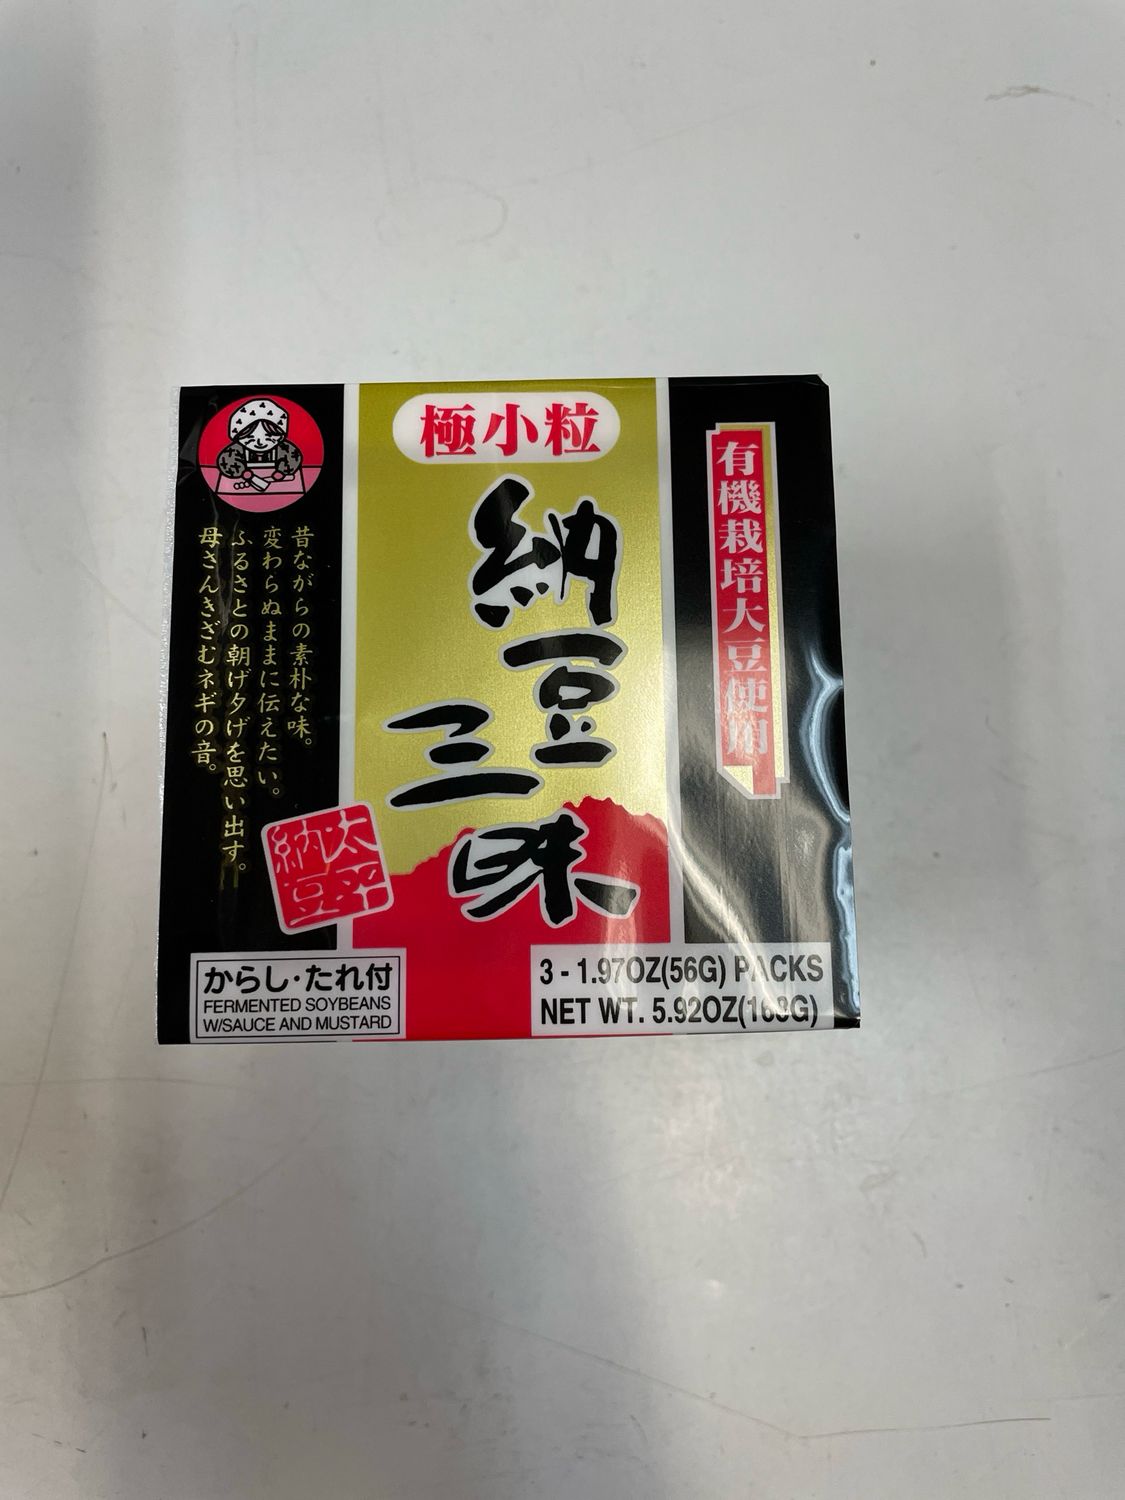 極小粒
納豆
三昧
有機栽培大豆使用
昔ながらの素朴な味。
変わらぬままに伝えたい。
ふるさとの朝げ夕げを思い出す。
母さんきざむネギの音。
太郎
納豆
からし・たれ付
FERMENTED SOYBEANS
W/SAUCE AND MUSTARD
3 - 1.97OZ(56G) PACKS
NET WT. 5.92OZ(168G)